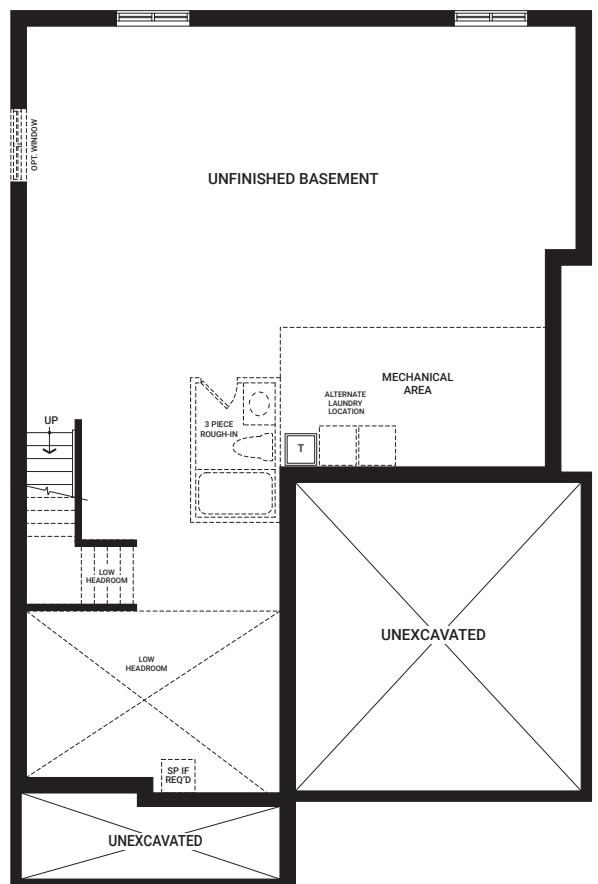 OPT. WINDOW
UNFINISHED BASEMENT
MECHANICAL
AREA
ALTERNATE
LAUNDRY
LOCATION
UP
3 PIECE
ROUGH-IN
T
LOW
HEADROOM
UNEXCAVATED
LOW
HEADROOM
SP IF
REQ'D
UNEXCAVATED